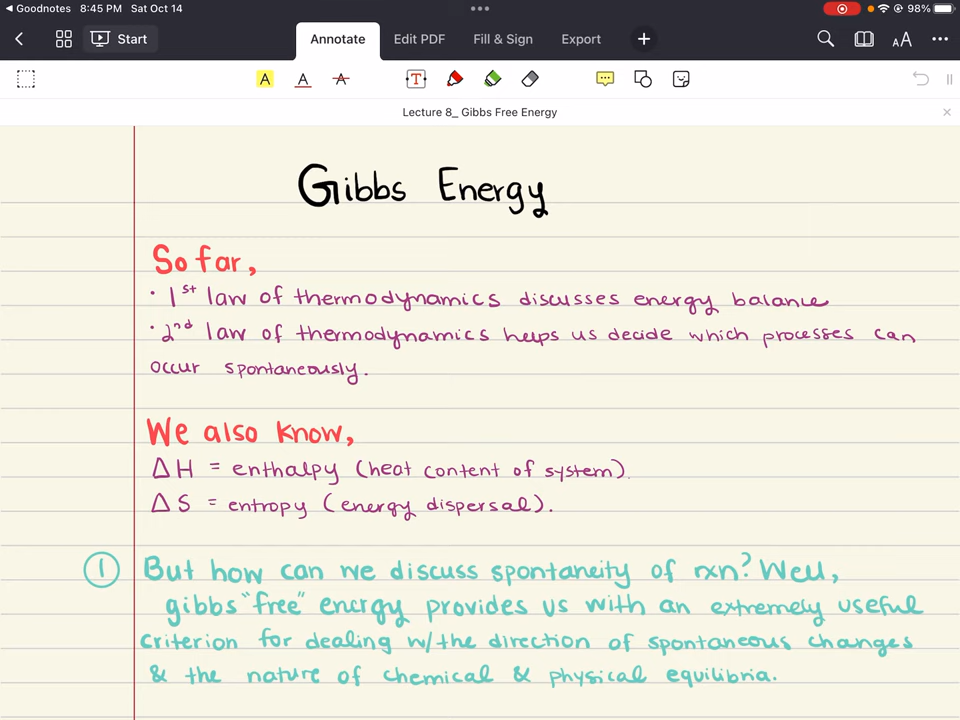 Goodnotes 8:45 PM Sat Oct 14 98%
Start Annotate Edit PDF Fill & Sign Export
Lecture 8_ Gibbs Free Energy
Gibbs Energy
So far,
• 1st law of thermodynamics discusses energy balance
• 2nd law of thermodynamics helps us decide which processes can
occur spontaneously.
We also know,
ΔH = enthalpy (heat content of system).
ΔS = entropy (energy dispersal).
① But how can we discuss spontaneity of rxn? Well,
gibbs "free" energy provides us with an extremely useful
criterion for dealing w/the direction of spontaneous changes
& the nature of chemical & physical equilibria.